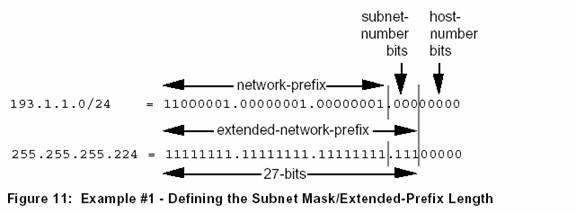 subnet- host-
number number
bits bits
network-prefix
193.1.1.0/24 = 11000001.00000001.00000001.00000000
extended-network-prefix
255.255.255.224 = 11111111.11111111.11111111.11100000
27-bits
Figure 11: Example #1 - Defining the Subnet Mask/Extended-Prefix Length